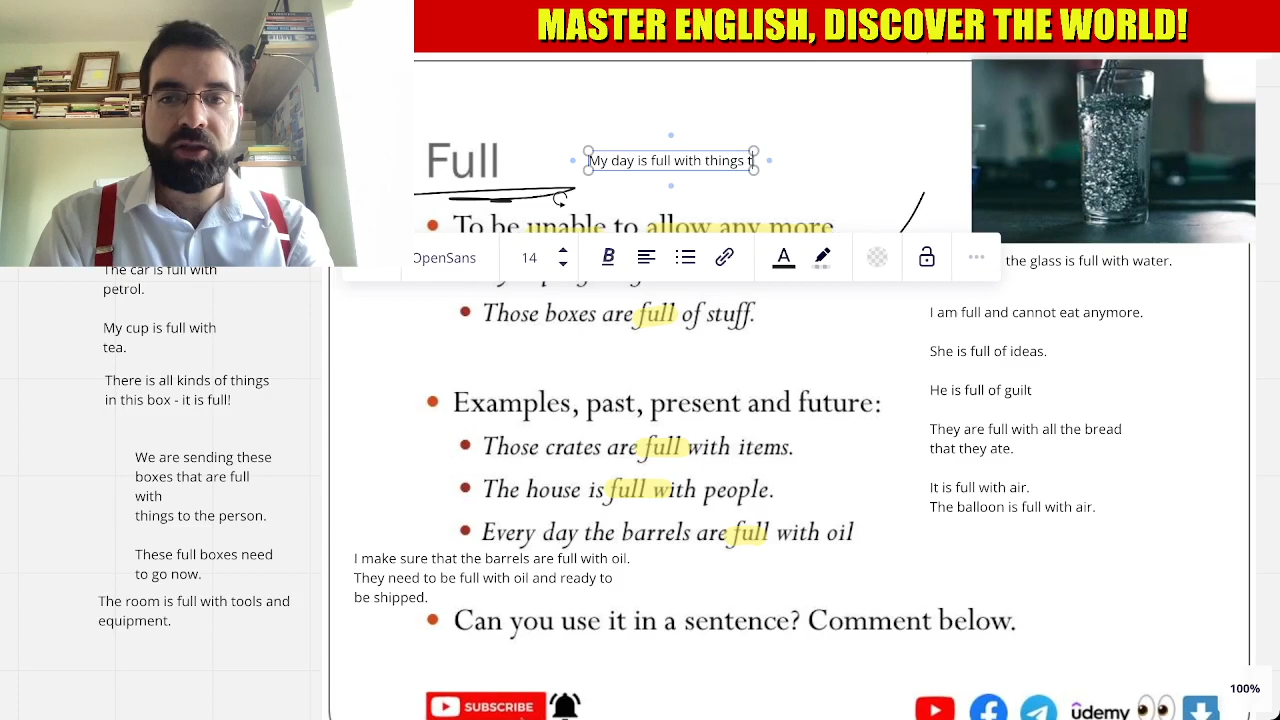 MASTER ENGLISH, DISCOVER THE WORLD!
Full
My day is full with things t
To be unable to allow any more
OpenSans
14
B
A
the glass is full with water.
The car is full with
petrol.
My cup is full with
tea.
There is all kinds of things
in this box - it is full!
We are sending these
boxes that are full
with
things to the person.
These full boxes need
to go now.
The room is full with tools and
equipment.
Those boxes are full of stuff.
Examples, past, present and future:
Those crates are full with items.
The house is full with people.
Every day the barrels are full with oil
I make sure that the barrels are full with oil.
They need to be full with oil and ready to
be shipped.
Can you use it in a sentence? Comment below.
I am full and cannot eat anymore.
She is full of ideas.
He is full of guilt
They are full with all the bread
that they ate.
It is full with air.
The balloon is full with air.
100%
SUBSCRIBE
udemy